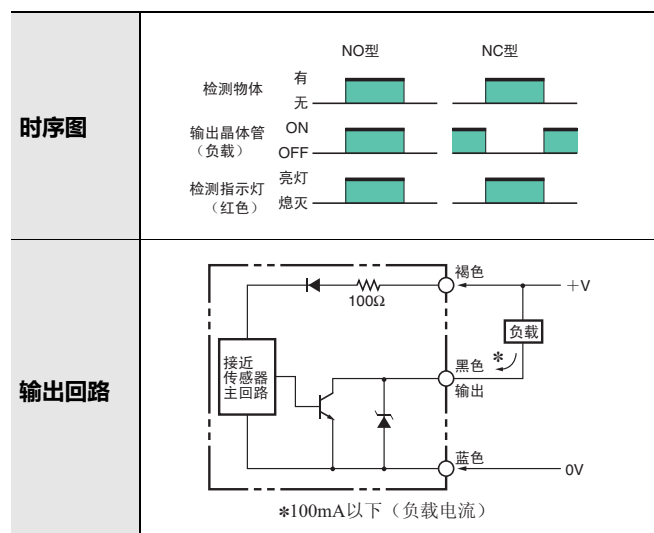 时序图
NO型
NC型
检测物体
有
无
输出晶体管
（负载）
ON
OFF
检测指示灯
（红色）
亮灯
熄灭
输出回路
褐色
+V
100Ω
负载
接近
传感器
主回路
*
黑色
输出
蓝色
0V
*100mA以下（负载电流）